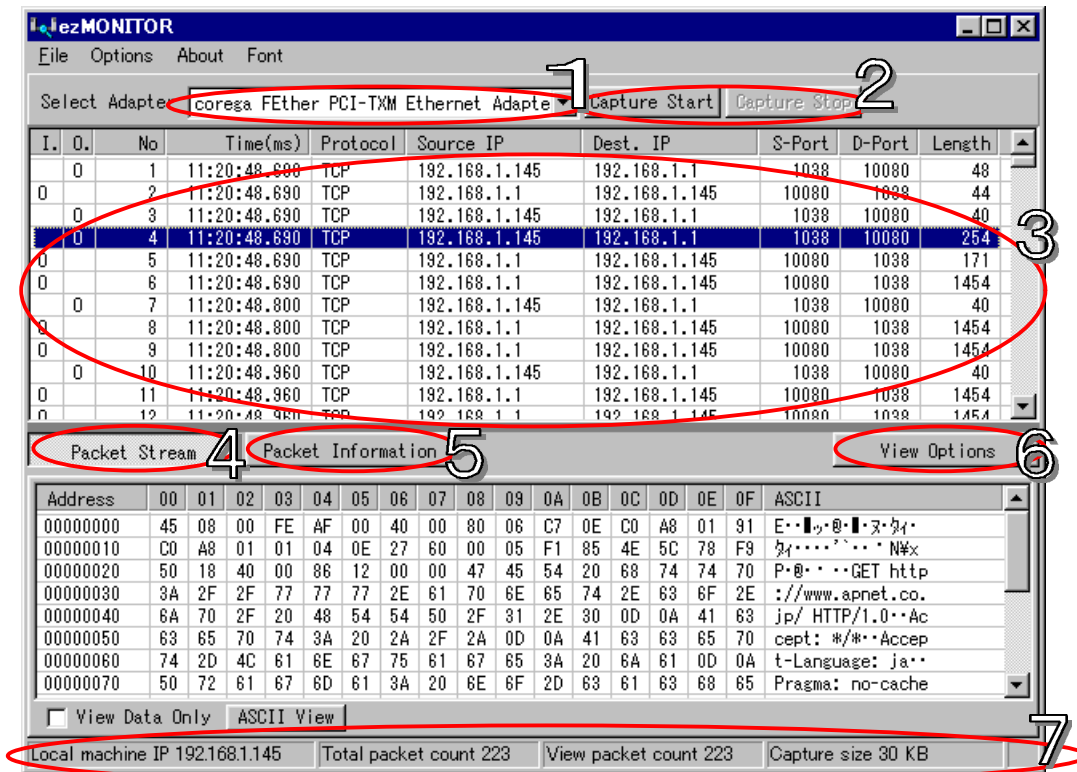 ezMONITOR
File Options About Font
Select Adapte corega FEther PCI-TXM Ethernet Adapte 1 Capture Start Capture Stop 2
I. O. No Time(ms) Protocol Source IP Dest. IP S-Port D-Port Length
O 1 11:20:48.680 TCP 192.168.1.145 192.168.1.1 1038 10080 48
O 2 11:20:48.690 TCP 192.168.1.1 192.168.1.145 10080 1038 44
O 3 11:20:48.690 TCP 192.168.1.145 192.168.1.1 1038 10080 40
O 4 11:20:48.690 TCP 192.168.1.145 192.168.1.1 1038 10080 254 3
O 5 11:20:48.690 TCP 192.168.1.1 192.168.1.145 10080 1038 171
O 6 11:20:48.690 TCP 192.168.1.1 192.168.1.145 10080 1038 1454
O 7 11:20:48.800 TCP 192.168.1.145 192.168.1.1 1038 10080 40
O 8 11:20:48.800 TCP 192.168.1.1 192.168.1.145 10080 1038 1454
O 9 11:20:48.800 TCP 192.168.1.1 192.168.1.145 10080 1038 1454
O 10 11:20:48.960 TCP 192.168.1.145 192.168.1.1 1038 10080 40
O 11 11:20:48.960 TCP 192.168.1.1 192.168.1.145 10080 1038 1454
O 12 11:20:48.960 TCP 192.168.1.1 192.168.1.145 10080 1038 1454
Packet Stream 4 Packet Information 5 View Options 6
Address 00 01 02 03 04 05 06 07 08 09 0A 0B 0C 0D 0E 0F ASCII
00000000 45 08 00 FE AF 00 40 00 80 06 C7 0E C0 A8 01 91
00000010 C0 A8 01 01 04 0E 27 60 00 05 F1 85 4E 5C 78 F9
00000020 50 18 40 00 86 12 00 00 47 45 54 20 68 74 74 70 P·@· · ··GET http
00000030 3A 2F 2F 77 77 77 2E 61 70 6E 65 74 2E 63 6F 2E ://www.apnet.co.
00000040 6A 70 2F 20 48 54 54 50 2F 31 2E 30 0D 0A 41 63 jp/ HTTP/1.0··Ac
00000050 63 65 70 74 3A 20 2A 2F 2A 0D 0A 41 63 63 65 70 cept: */*··Accep
00000060 74 2D 4C 61 6E 67 75 61 67 65 3A 20 6A 61 0D 0A t-Language: ja··
00000070 50 72 61 67 6D 61 3A 20 6E 6F 2D 63 61 63 68 65 Pragma: no-cache
View Data Only ASCII View
Local machine IP 192.168.1.145 Total packet count 223 View packet count 223 Capture size 30 KB 7